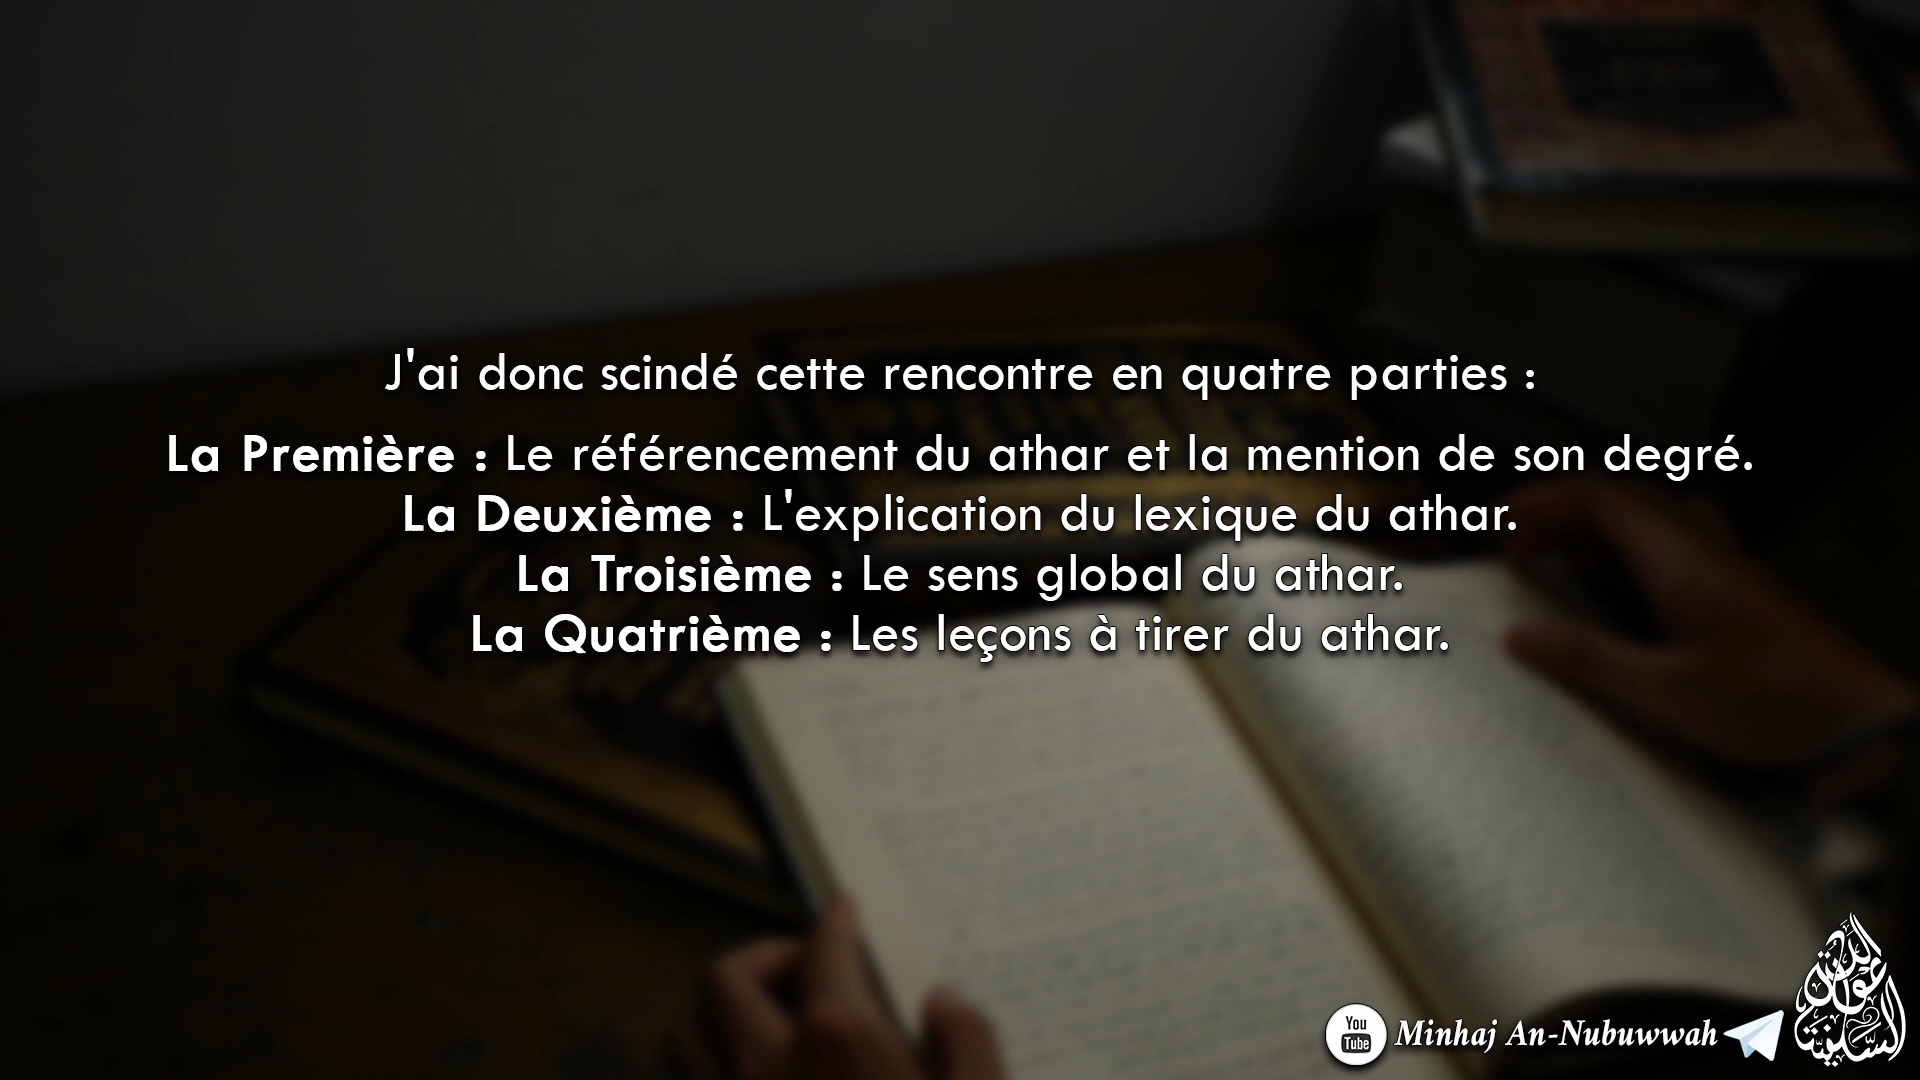 J'ai donc scindé cette rencontre en quatre parties :
La Première : Le référencement du athar et la mention de son degré.
La Deuxième : L'explication du lexique du athar.
La Troisième : Le sens global du athar.
La Quatrième : Les leçons à tirer du athar.
You
Tube
Minhaj An-Nubuwwah